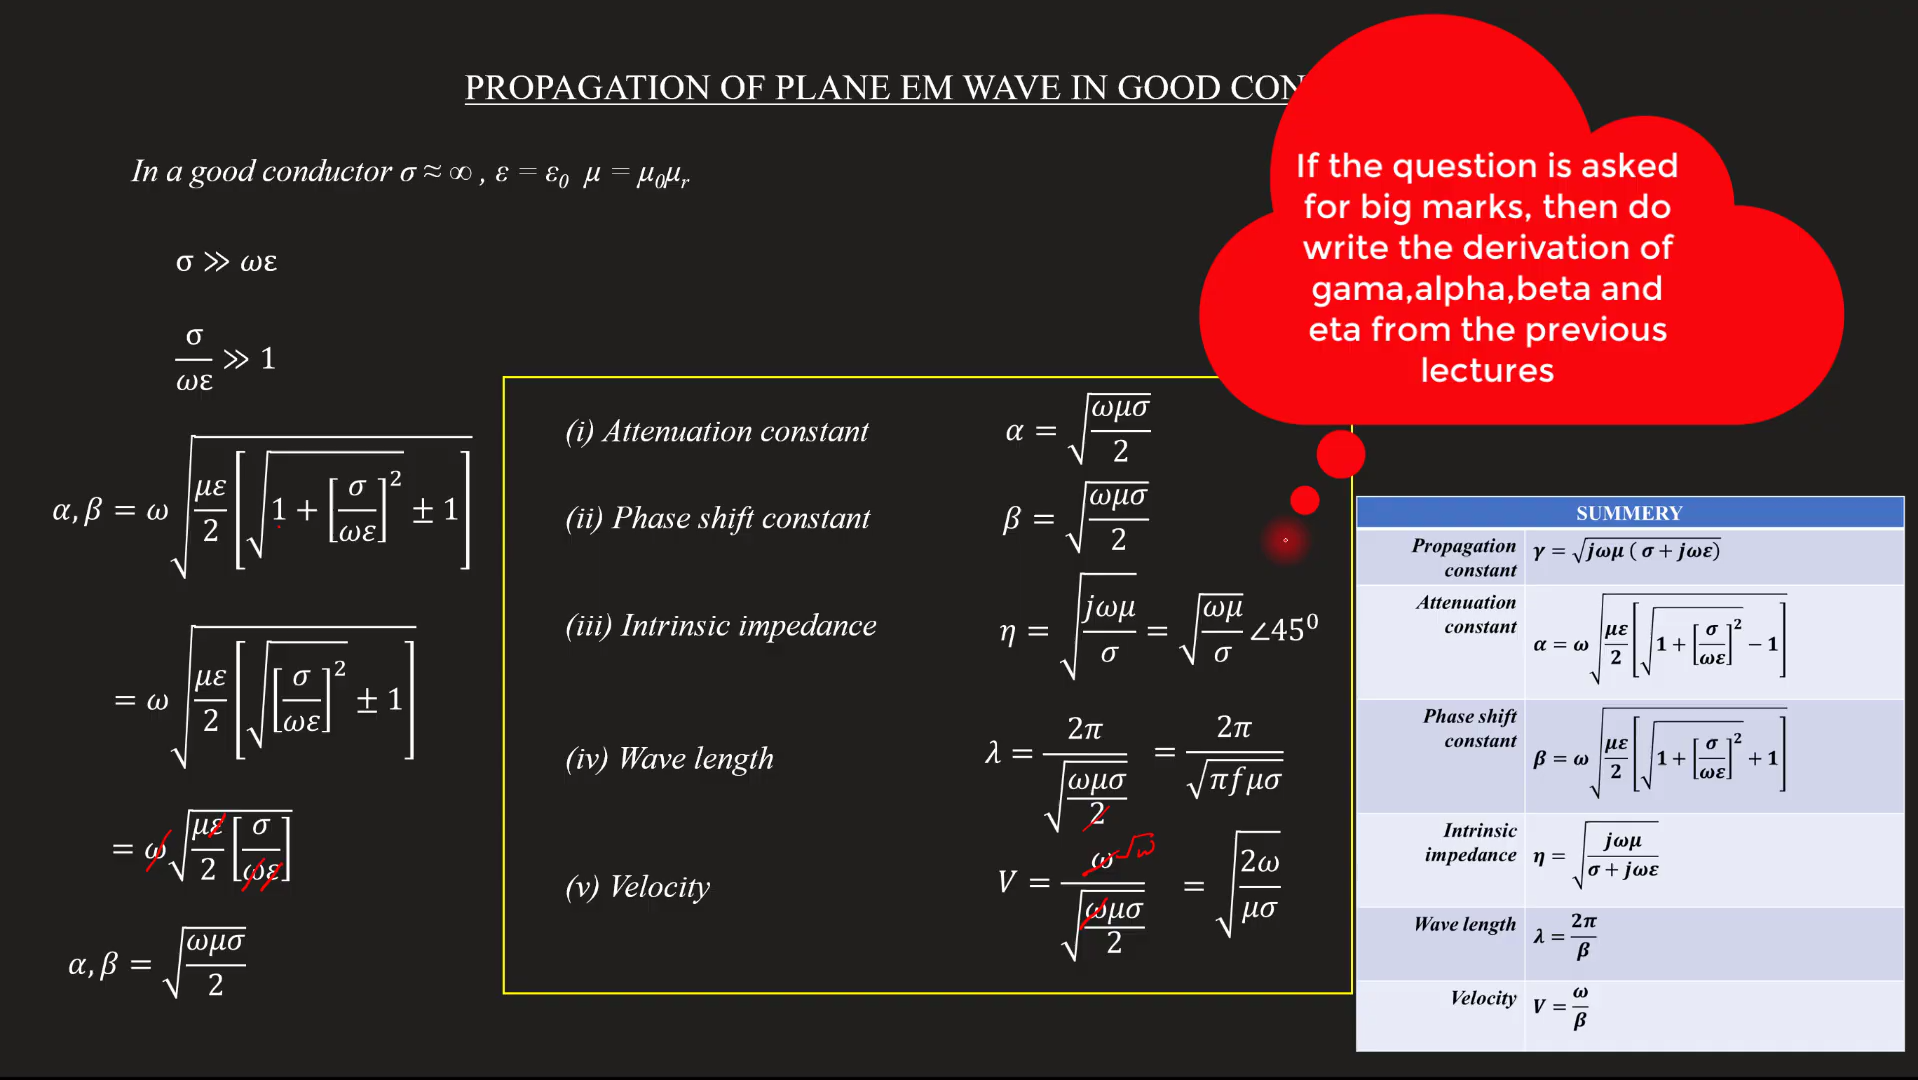 PROPAGATION OF PLANE EM WAVE IN GOOD CON
In a good conductor σ ≈ ∞ , ε = ε₀ μ = μ₀μᵣ
σ ≫ ωε
σ/ωε ≫ 1
α, β = ω √(με/2 [√(1 + [σ/ωε]²) ± 1])
= ω √(με/2 [√([σ/ωε]²) ± 1])
= ω √(με/2 [σ/ωε])
α, β = √(ωμσ/2)
(i) Attenuation constant α = √(ωμσ/2)
(ii) Phase shift constant β = √(ωμσ/2)
(iii) Intrinsic impedance η = √(jωμ/σ) = √(ωμ/σ) ∠45⁰
(iv) Wave length λ = 2π/√(ωμσ/2) = 2π/√(πfμσ)
(v) Velocity V = ω/√(ωμσ/2) = √(2ω/μσ)
√ω
If the question is asked
for big marks, then do
write the derivation of
gama,alpha,beta and
eta from the previous
lectures
SUMMERY
Propagation constant γ = √(jωμ ( σ + jωε))
Attenuation constant α = ω √(με/2 [√(1 + [σ/ωε]²) − 1])
Phase shift constant β = ω √(με/2 [√(1 + [σ/ωε]²) + 1])
Intrinsic impedance η = √(jωμ/(σ + jωε))
Wave length λ = 2π/β
Velocity V = ω/β